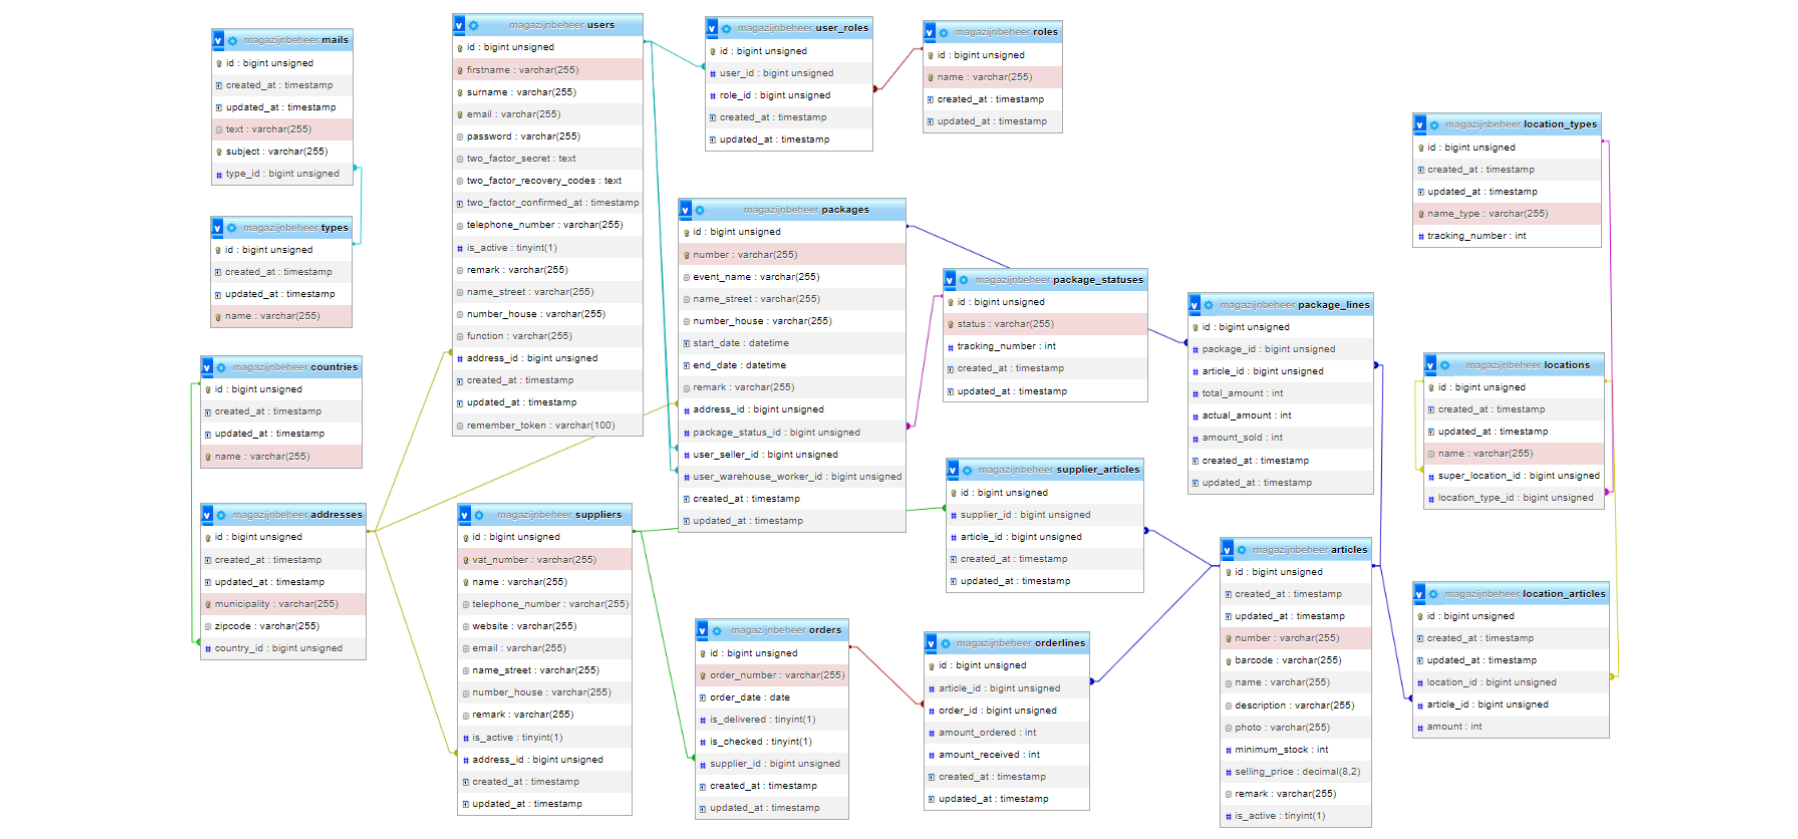 magazijnbeheer mails
id : bigint unsigned
created_at : timestamp
updated_at : timestamp
text : varchar(255)
subject : varchar(255)
type_id : bigint unsigned
magazijnbeheer types
id : bigint unsigned
created_at : timestamp
updated_at : timestamp
name : varchar(255)
magazijnbeheer countries
id : bigint unsigned
created_at : timestamp
updated_at : timestamp
name : varchar(255)
magazijnbeheer addresses
id : bigint unsigned
created_at : timestamp
updated_at : timestamp
municipality : varchar(255)
zipcode : varchar(255)
country_id : bigint unsigned
magazijnbeheer users
id : bigint unsigned
firstname : varchar(255)
surname : varchar(255)
email : varchar(255)
password : varchar(255)
two_factor_secret : text
two_factor_recovery_codes : text
two_factor_confirmed_at : timestamp
telephone_number : varchar(255)
is_active : tinyint(1)
remark : varchar(255)
name_street : varchar(255)
number_house : varchar(255)
function : varchar(255)
address_id : bigint unsigned
created_at : timestamp
updated_at : timestamp
remember_token : varchar(100)
magazijnbeheer suppliers
id : bigint unsigned
vat_number : varchar(255)
name : varchar(255)
telephone_number : varchar(255)
website : varchar(255)
email : varchar(255)
name_street : varchar(255)
number_house : varchar(255)
remark : varchar(255)
is_active : tinyint(1)
address_id : bigint unsigned
created_at : timestamp
updated_at : timestamp
magazijnbeheer user_roles
id : bigint unsigned
user_id : bigint unsigned
role_id : bigint unsigned
created_at : timestamp
updated_at : timestamp
magazijnbeheer roles
id : bigint unsigned
name : varchar(255)
created_at : timestamp
updated_at : timestamp
magazijnbeheer packages
id : bigint unsigned
number : varchar(255)
event_name : varchar(255)
name_street : varchar(255)
number_house : varchar(255)
start_date : datetime
end_date : datetime
remark : varchar(255)
address_id : bigint unsigned
package_status_id : bigint unsigned
user_seller_id : bigint unsigned
user_warehouse_worker_id : bigint unsigned
created_at : timestamp
updated_at : timestamp
magazijnbeheer package_statuses
id : bigint unsigned
status : varchar(255)
tracking_number : int
created_at : timestamp
updated_at : timestamp
magazijnbeheer supplier_articles
id : bigint unsigned
supplier_id : bigint unsigned
article_id : bigint unsigned
created_at : timestamp
updated_at : timestamp
magazijnbeheer orders
id : bigint unsigned
order_number : varchar(255)
order_date : date
is_delivered : tinyint(1)
is_checked : tinyint(1)
supplier_id : bigint unsigned
created_at : timestamp
updated_at : timestamp
magazijnbeheer orderlines
id : bigint unsigned
article_id : bigint unsigned
order_id : bigint unsigned
amount_ordered : int
amount_received : int
created_at : timestamp
updated_at : timestamp
magazijnbeheer package_lines
id : bigint unsigned
package_id : bigint unsigned
article_id : bigint unsigned
total_amount : int
actual_amount : int
amount_sold : int
created_at : timestamp
updated_at : timestamp
magazijnbeheer articles
id : bigint unsigned
created_at : timestamp
updated_at : timestamp
number : varchar(255)
barcode : varchar(255)
name : varchar(255)
description : varchar(255)
photo : varchar(255)
minimum_stock : int
selling_price : decimal(8,2)
remark : varchar(255)
is_active : tinyint(1)
magazijnbeheer location_types
id : bigint unsigned
created_at : timestamp
updated_at : timestamp
name_type : varchar(255)
tracking_number : int
magazijnbeheer locations
id : bigint unsigned
created_at : timestamp
updated_at : timestamp
name : varchar(255)
super_location_id : bigint unsigned
location_type_id : bigint unsigned
magazijnbeheer location_articles
id : bigint unsigned
created_at : timestamp
updated_at : timestamp
location_id : bigint unsigned
article_id : bigint unsigned
amount : int